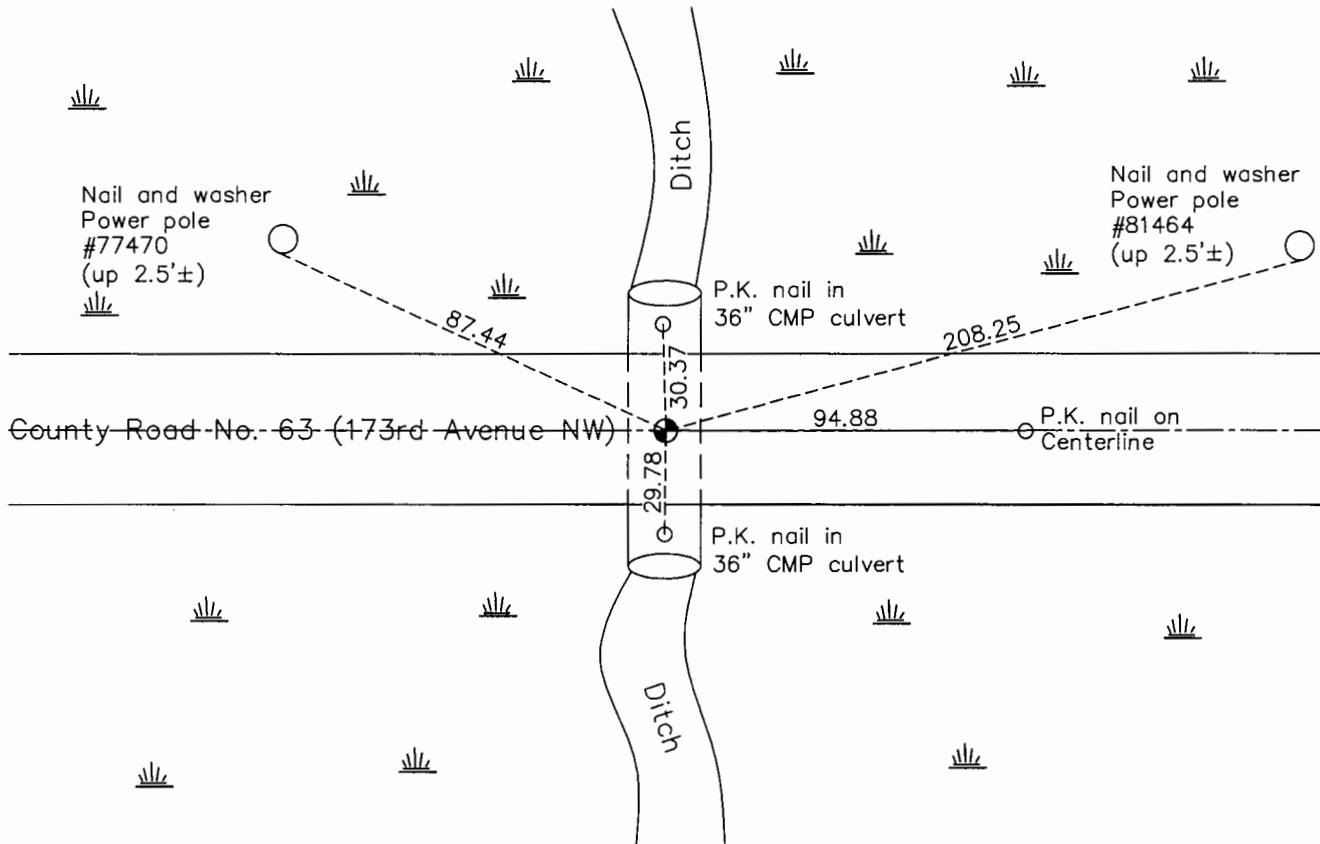 Ditch
Nail and washer
Power pole
#77470
(up 2.5'±)
Nail and washer
Power pole
#81464
(up 2.5'±)
P.K. nail in
36" CMP culvert
87.44
208.25
30.37
County Road No. 63 (173rd Avenue NW)
94.88
P.K. nail on
Centerline
29.78
P.K. nail in
36" CMP culvert
Ditch